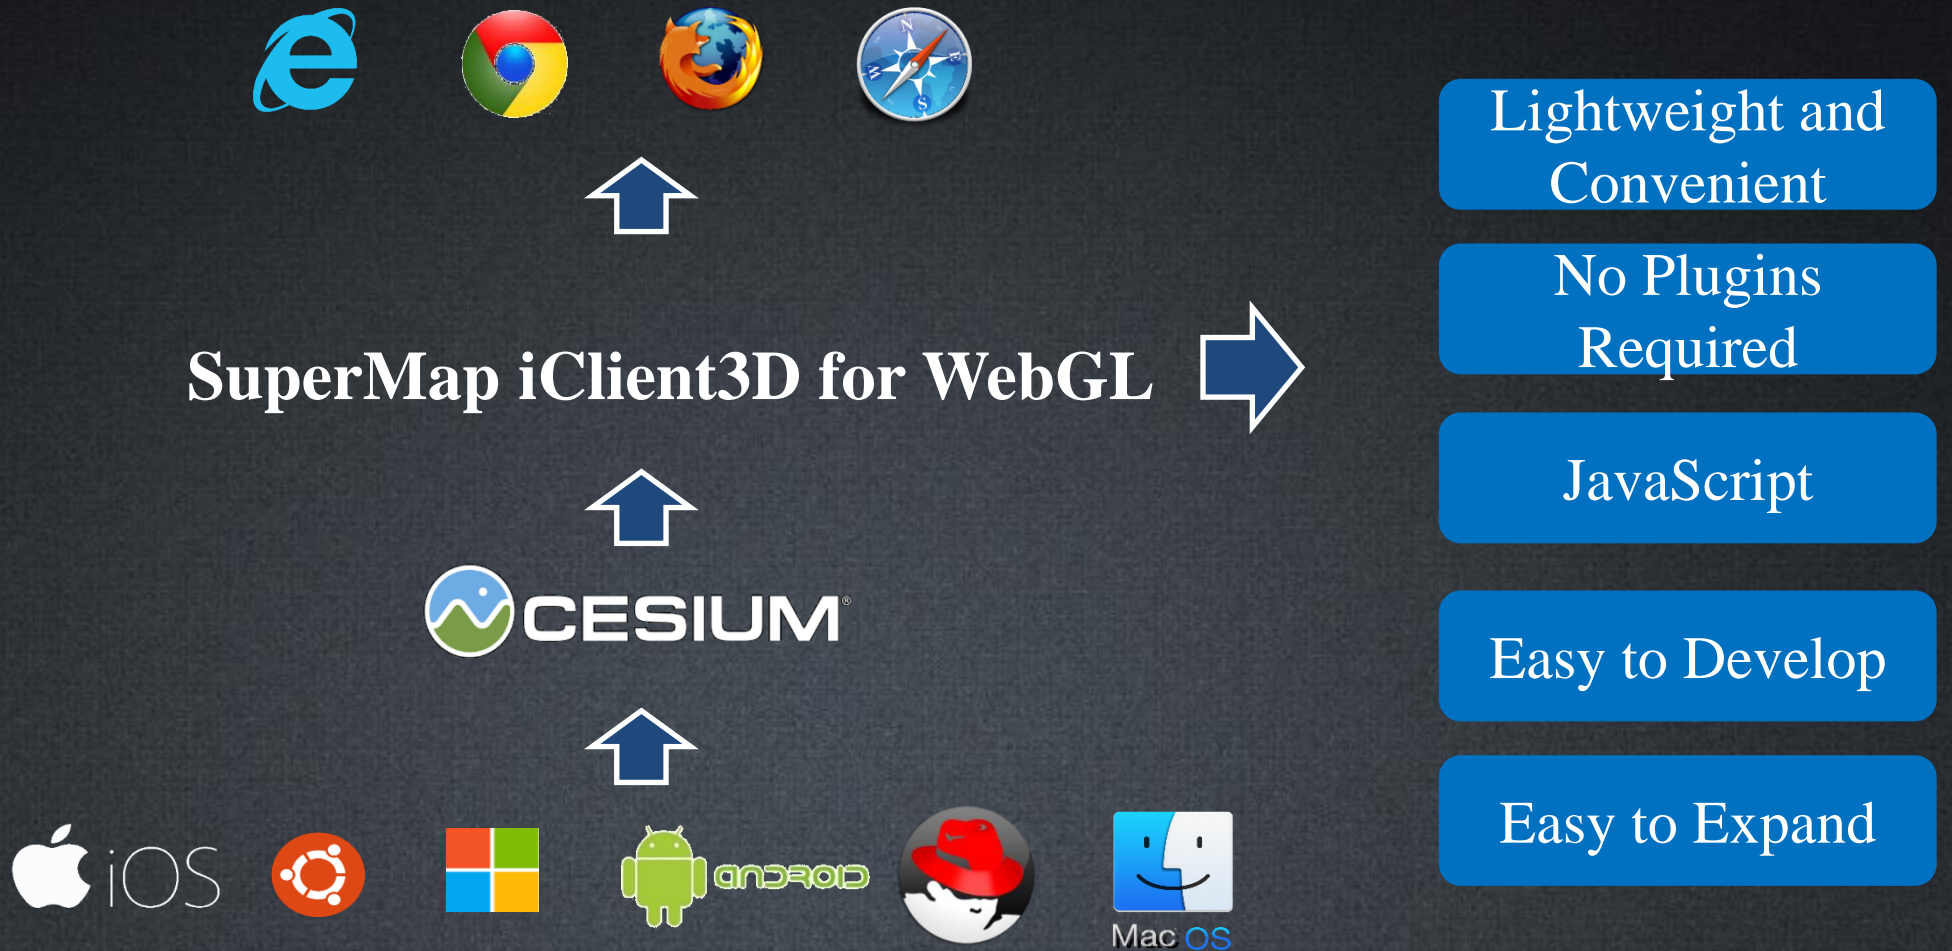 N
E
S
W
Lightweight and
Convenient
No Plugins
Required
SuperMap iClient3D for WebGL
JavaScript
CESIUM®
Easy to Develop
Easy to Expand
iOS
android
Mac OS